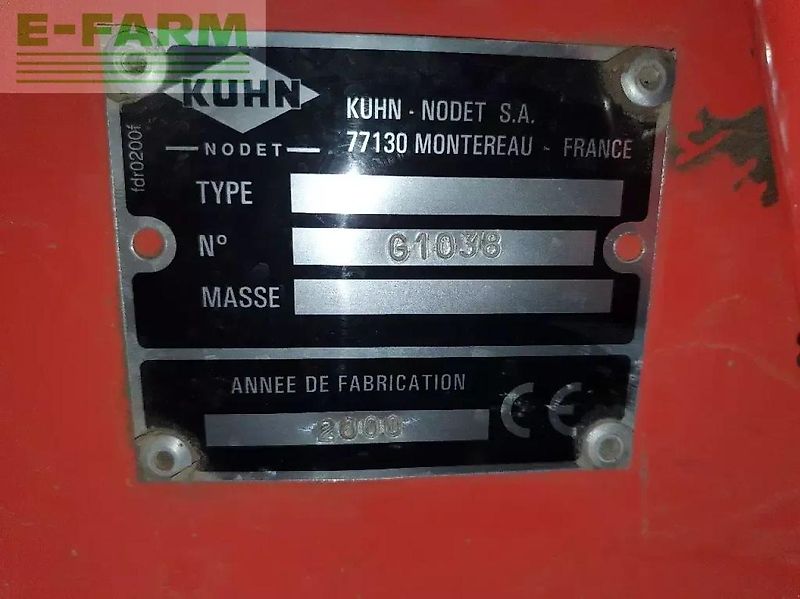 E-FARM
KUHN
NODET
KUHN - NODET S.A.
77130 MONTEREAU - FRANCE
fdr0200f
TYPE
N° G1038
MASSE
ANNEE DE FABRICATION
2000
CE